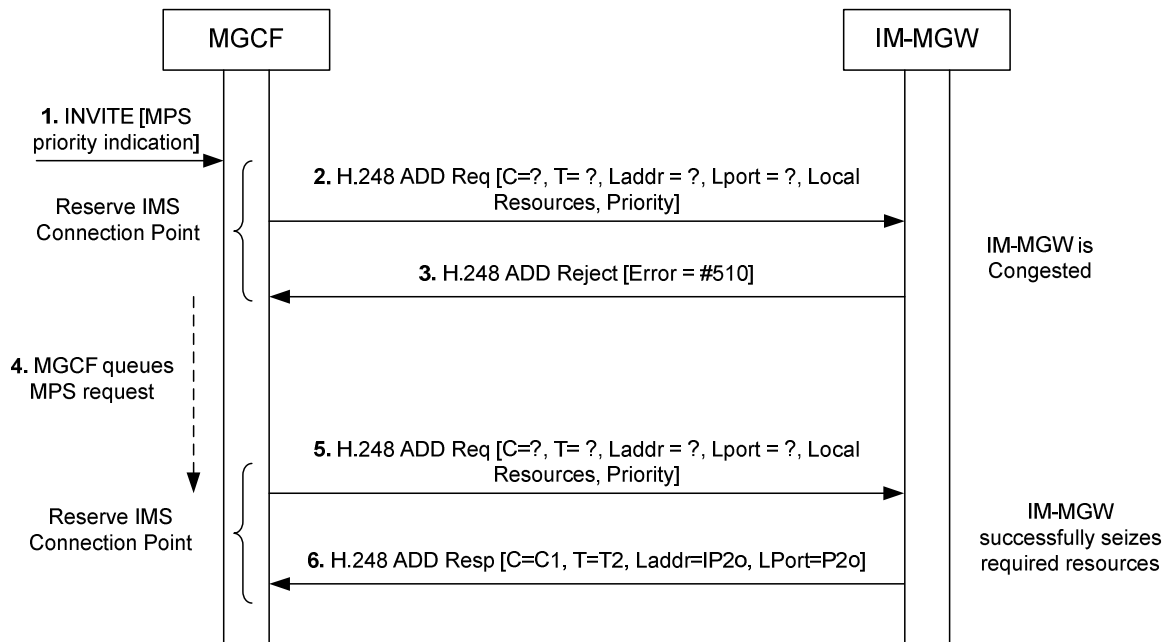 MGCF
IM-MGW
1. INVITE [MPS
priority indication]
2. H.248 ADD Req [C=?, T= ?, Laddr = ?, Lport = ?, Local
Resources, Priority]
Reserve IMS
Connection Point
IM-MGW is
Congested
3. H.248 ADD Reject [Error = #510]
4. MGCF queues
MPS request
5. H.248 ADD Req [C=?, T= ?, Laddr = ?, Lport = ?, Local
Resources, Priority]
Reserve IMS
Connection Point
IM-MGW
successfully seizes
required resources
6. H.248 ADD Resp [C=C1, T=T2, Laddr=IP2o, LPort=P2o]